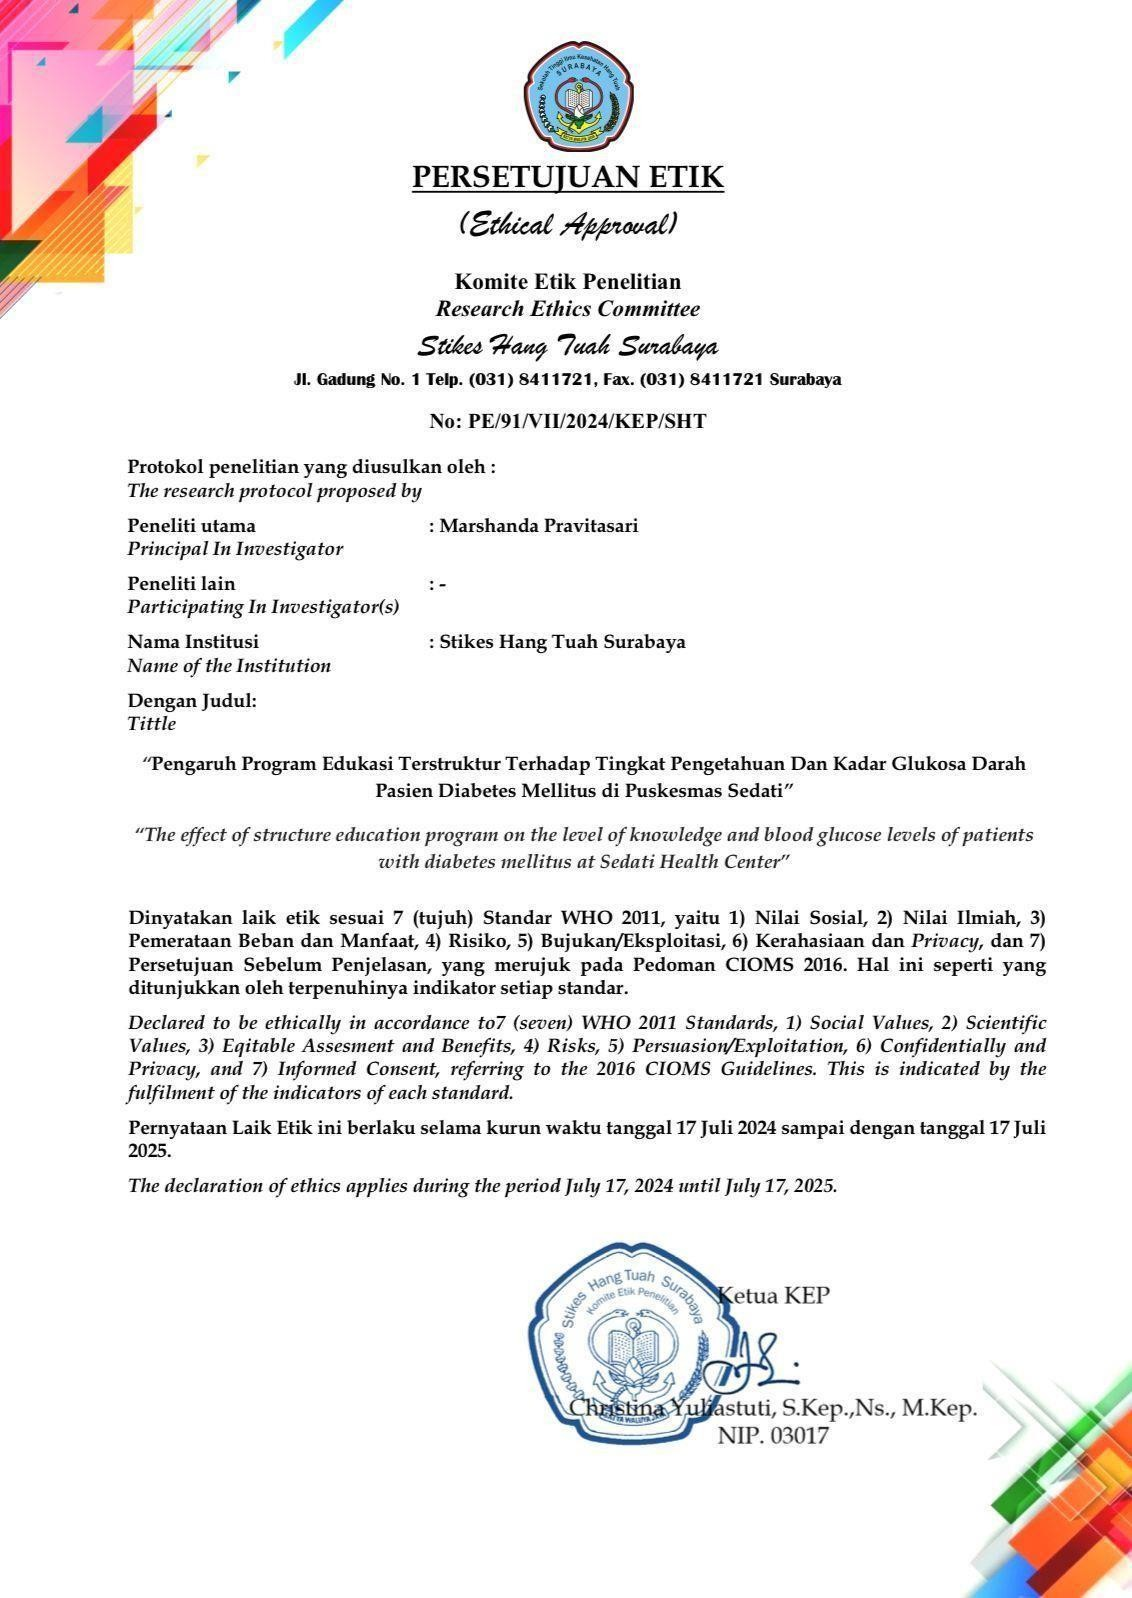 Sekolah Tinggi Ilmu Kesehatan Hang Tuah
SURABAYA
PERSETUJUAN ETIK
(Ethical Approval)
Komite Etik Penelitian
Research Ethics Committee
Stikes Hang Tuah Surabaya
Jl. Gadung No. 1 Telp. (031) 8411721, Fax. (031) 8411721 Surabaya
No: PE/91/VII/2024/KEP/SHT
Protokol penelitian yang diusulkan oleh :
The research protocol proposed by
Peneliti utama : Marshanda Pravitasari
Principal In Investigator
Peneliti lain : -
Participating In Investigator(s)
Nama Institusi : Stikes Hang Tuah Surabaya
Name of the Institution
Dengan Judul:
Tittle
“Pengaruh Program Edukasi Terstruktur Terhadap Tingkat Pengetahuan Dan Kadar Glukosa Darah
Pasien Diabetes Mellitus di Puskesmas Sedati”
“The effect of structure education program on the level of knowledge and blood glucose levels of patients
with diabetes mellitus at Sedati Health Center”
Dinyatakan laik etik sesuai 7 (tujuh) Standar WHO 2011, yaitu 1) Nilai Sosial, 2) Nilai Ilmiah, 3)
Pemerataan Beban dan Manfaat, 4) Risiko, 5) Bujukan/Eksploitasi, 6) Kerahasiaan dan Privacy, dan 7)
Persetujuan Sebelum Penjelasan, yang merujuk pada Pedoman CIOMS 2016. Hal ini seperti yang
ditunjukkan oleh terpenuhinya indikator setiap standar.
Declared to be ethically in accordance to7 (seven) WHO 2011 Standards, 1) Social Values, 2) Scientific
Values, 3) Eqitable Assesment and Benefits, 4) Risks, 5) Persuasion/Exploitation, 6) Confidentially and
Privacy, and 7) Informed Consent, referring to the 2016 CIOMS Guidelines. This is indicated by the
fulfilment of the indicators of each standard.
Pernyataan Laik Etik ini berlaku selama kurun waktu tanggal 17 Juli 2024 sampai dengan tanggal 17 Juli
2025.
The declaration of ethics applies during the period July 17, 2024 until July 17, 2025.
Stikes Hang Tuah Surabaya
Komite Etik Penelitian
Ketua KEP
Christina Yuliastuti, S.Kep.,Ns., M.Kep.
NIP. 03017